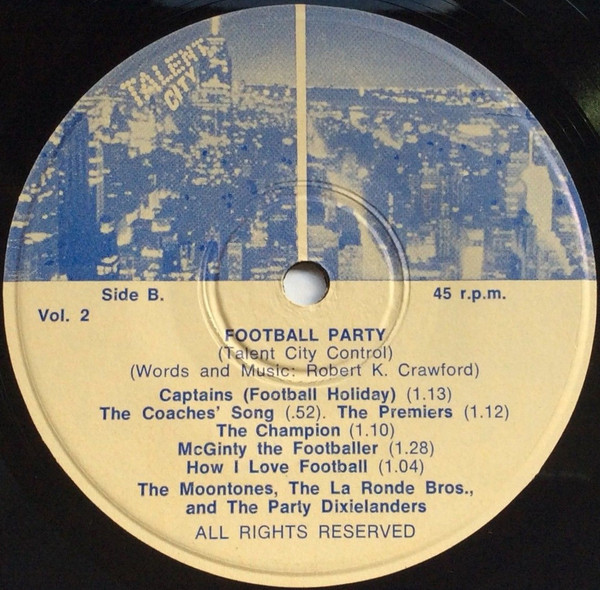 TALENT
CITY
Side B.
45 r.p.m.
Vol. 2
FOOTBALL PARTY
(Talent City Control)
(Words and Music: Robert K. Crawford)
Captains (Football Holiday) (1.13)
The Coaches' Song (.52). The Premiers (1.12)
The Champion (1.10)
McGinty the Footballer (1.28)
How I Love Football (1.04)
The Moontones, The La Ronde Bros.,
and The Party Dixielanders
ALL RIGHTS RESERVED